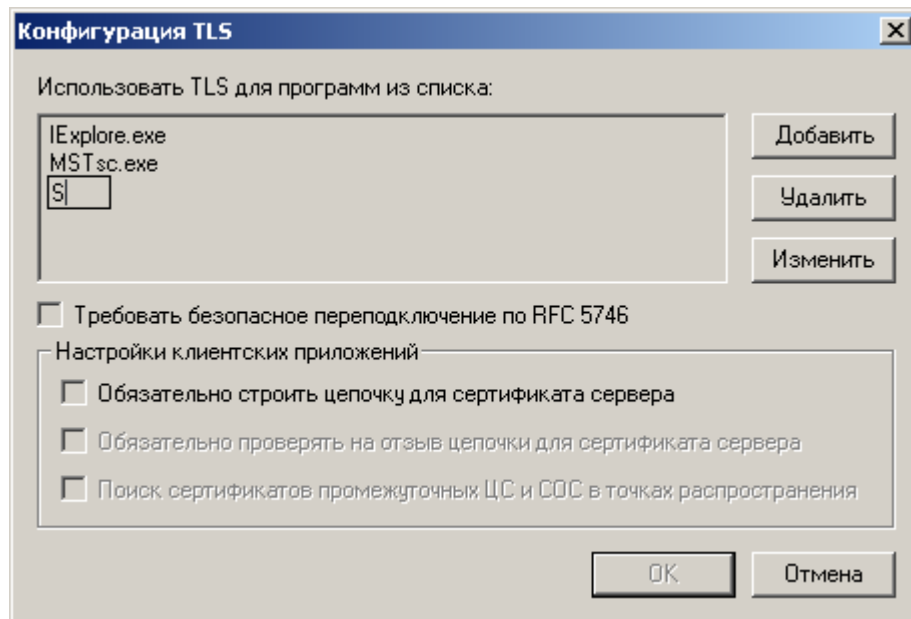 Конфигурация TLS
Использовать TLS для программ из списка:
IExplore.exe
MSTsc.exe
S
Добавить
Удалить
Изменить
Требовать безопасное переподключение по RFC 5746
Настройки клиентских приложений
Обязательно строить цепочку для сертификата сервера
Обязательно проверять на отзыв цепочки для сертификата сервера
Поиск сертификатов промежуточных ЦС и СОС в точках распространения
OK
Отмена